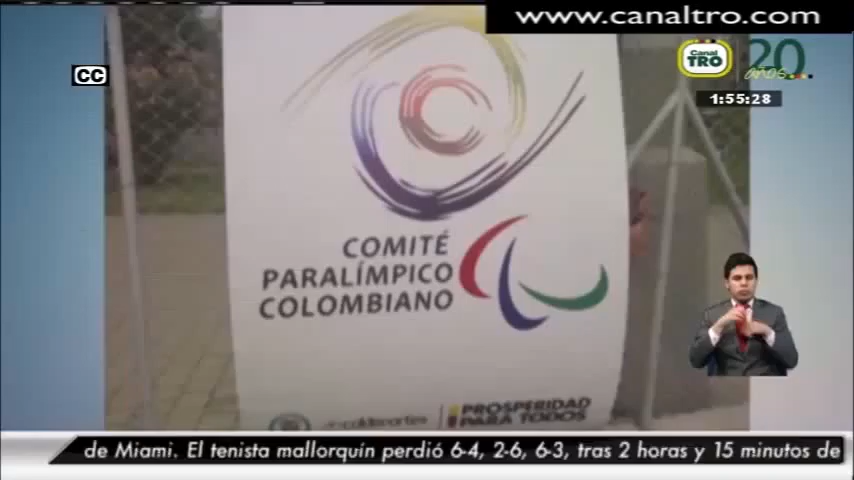 www.canaltro.com
CC
Canal
TRO
20
años
1:55:28
COMITÉ
PARALÍMPICO
COLOMBIANO
PROSPERIDAD
PARA TODOS
de Miami. El tenista mallorquín perdió 6-4, 2-6, 6-3, tras 2 horas y 15 minutos de